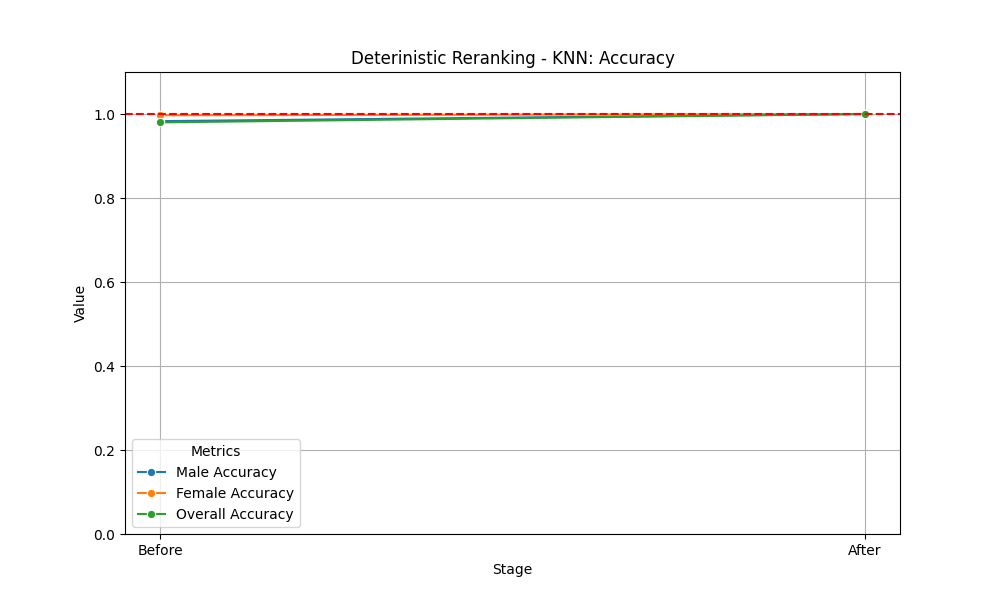 Deterinistic Reranking - KNN: Accuracy
1.0
0.8
0.6
0.4
0.2
0.0
Value
Metrics
Male Accuracy
Female Accuracy
Overall Accuracy
Before
After
Stage